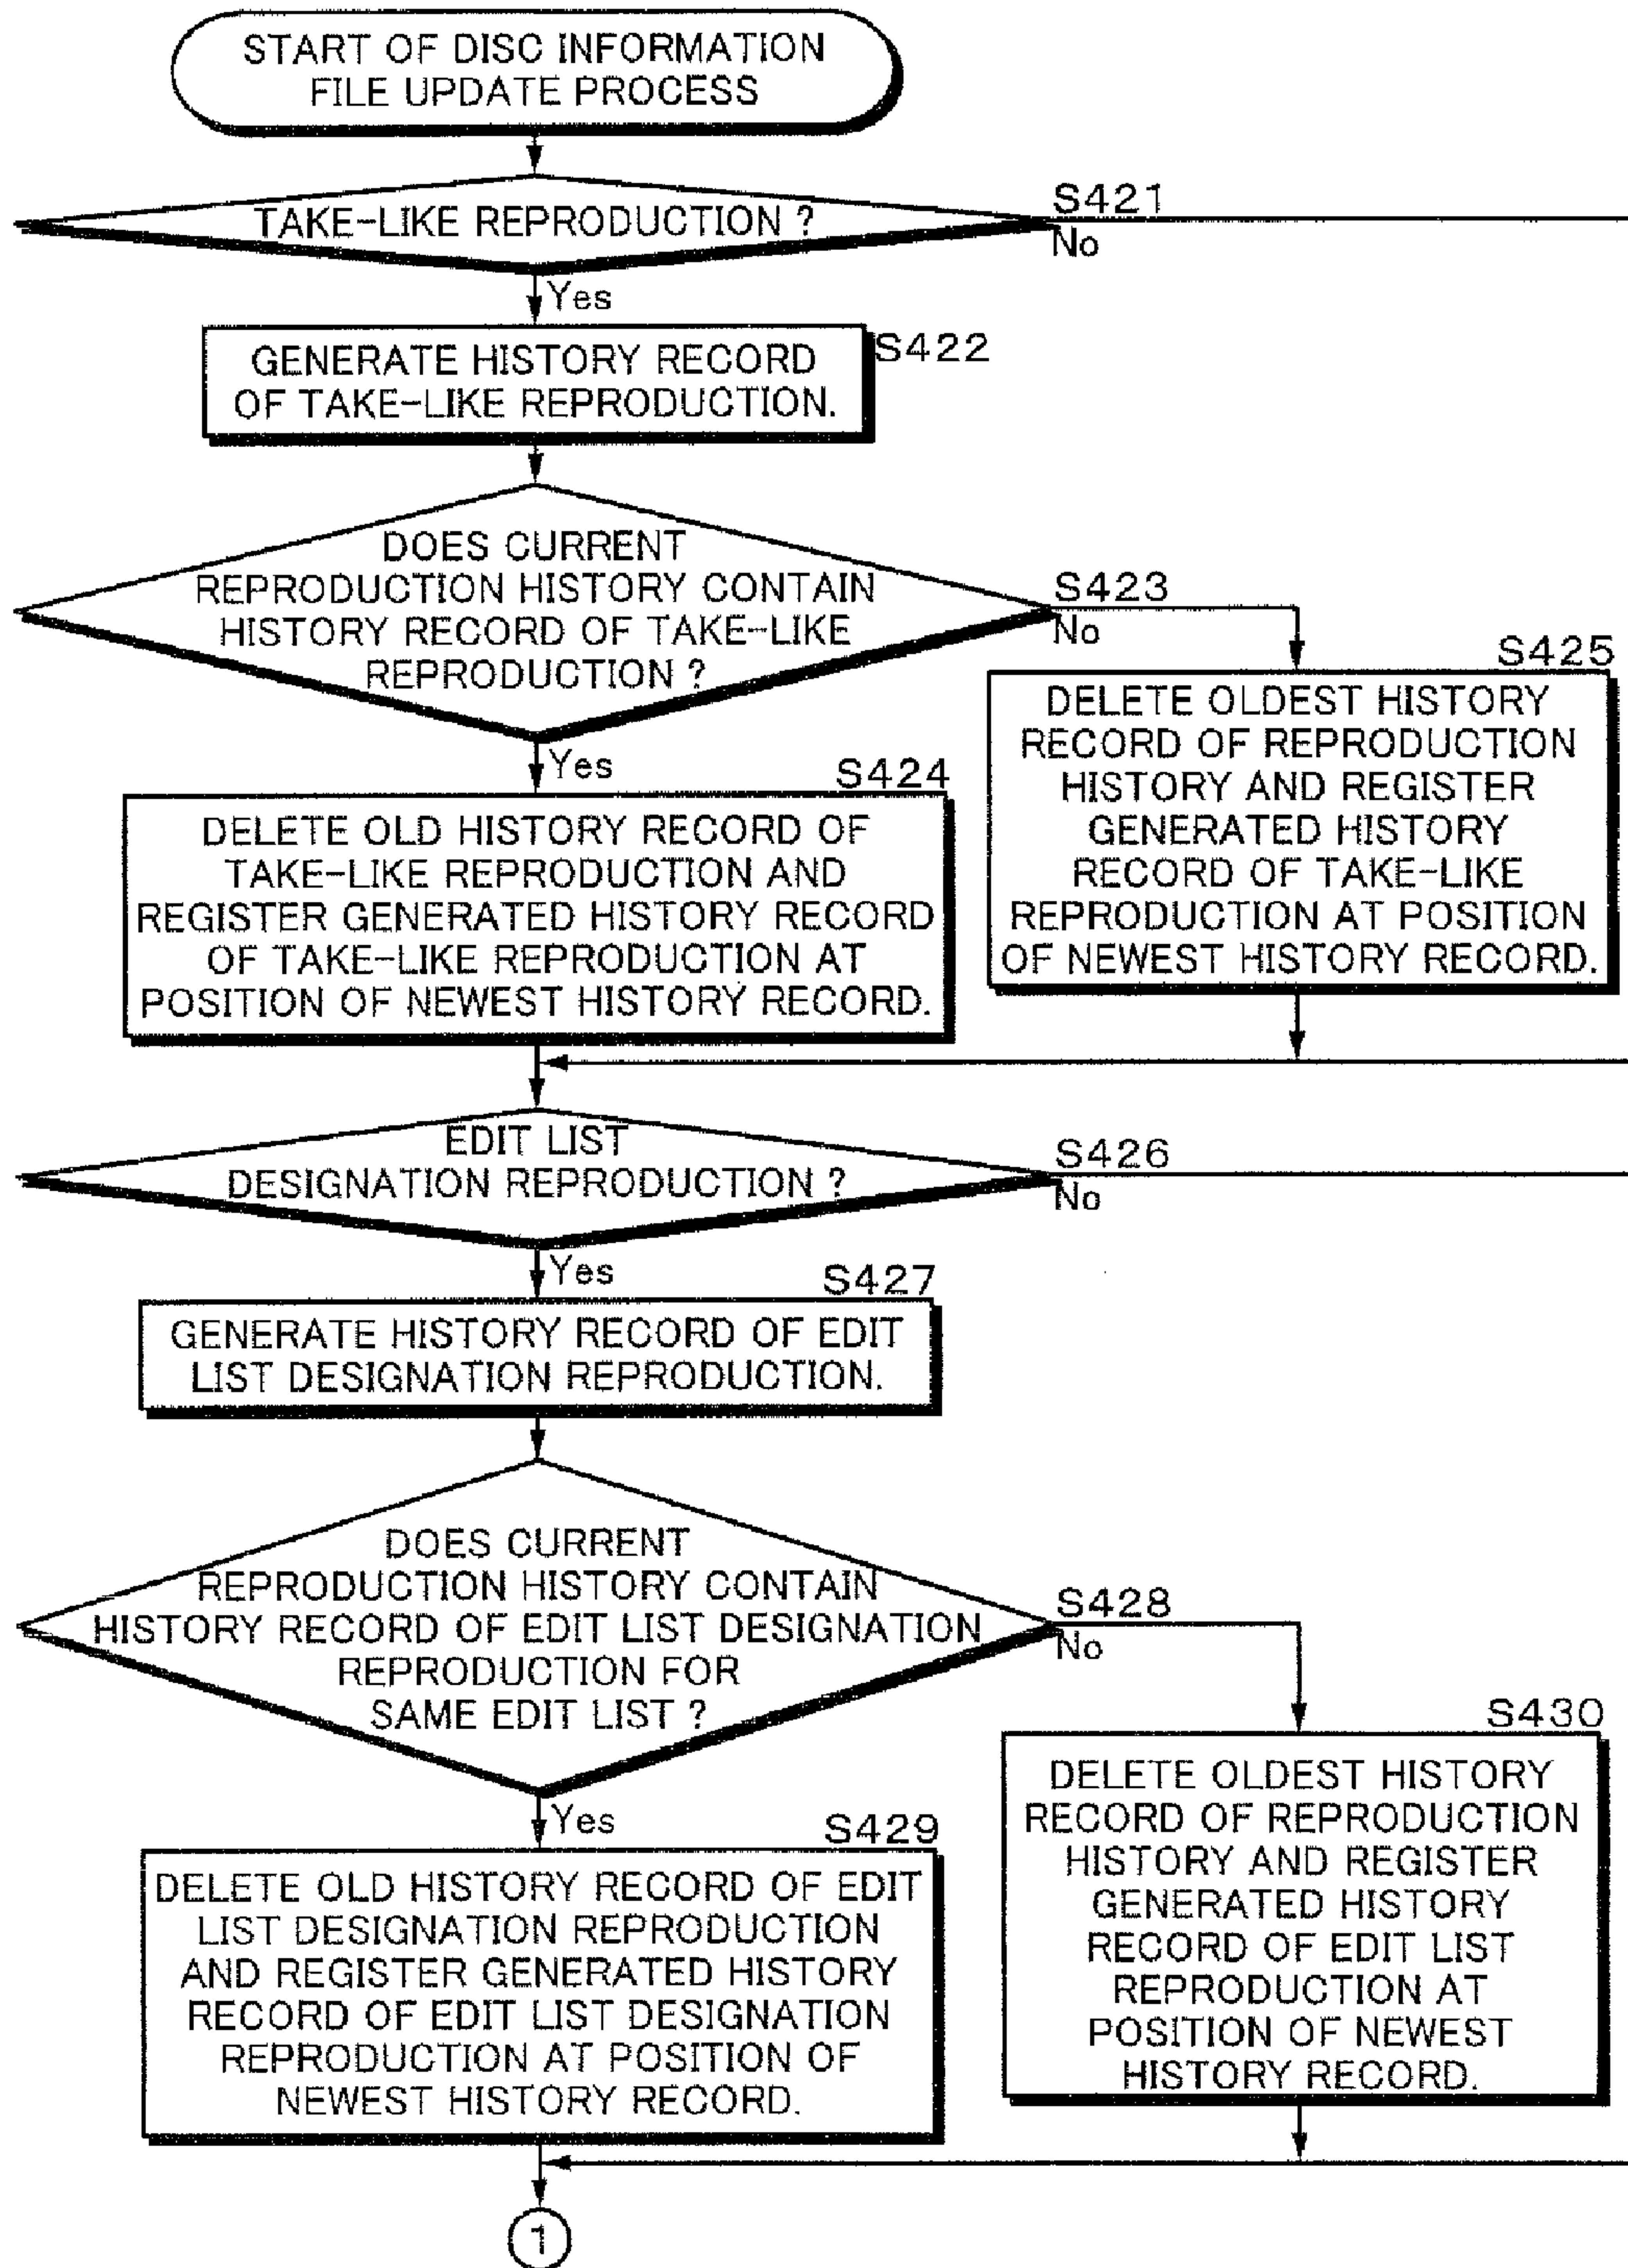 START OF DISC INFORMATION
FILE UPDATE PROCESS
TAKE-LIKE REPRODUCTION ?
S421
No
Yes
GENERATE HISTORY RECORD
OF TAKE-LIKE REPRODUCTION.
S422
DOES CURRENT
REPRODUCTION HISTORY CONTAIN
HISTORY RECORD OF TAKE-LIKE
REPRODUCTION ?
S423
No
Yes
S424
DELETE OLD HISTORY RECORD OF
TAKE-LIKE REPRODUCTION AND
REGISTER GENERATED HISTORY RECORD
OF TAKE-LIKE REPRODUCTION AT
POSITION OF NEWEST HISTORY RECORD.
S425
DELETE OLDEST HISTORY
RECORD OF REPRODUCTION
HISTORY AND REGISTER
GENERATED HISTORY
RECORD OF TAKE-LIKE
REPRODUCTION AT POSITION
OF NEWEST HISTORY RECORD.
EDIT LIST
DESIGNATION REPRODUCTION ?
S426
No
Yes
S427
GENERATE HISTORY RECORD OF EDIT
LIST DESIGNATION REPRODUCTION.
DOES CURRENT
REPRODUCTION HISTORY CONTAIN
HISTORY RECORD OF EDIT LIST DESIGNATION
REPRODUCTION FOR
SAME EDIT LIST ?
S428
No
Yes
S429
DELETE OLD HISTORY RECORD OF EDIT
LIST DESIGNATION REPRODUCTION
AND REGISTER GENERATED HISTORY
RECORD OF EDIT LIST DESIGNATION
REPRODUCTION AT POSITION OF
NEWEST HISTORY RECORD.
S430
DELETE OLDEST HISTORY
RECORD OF REPRODUCTION
HISTORY AND REGISTER
GENERATED HISTORY
RECORD OF EDIT LIST
REPRODUCTION AT
POSITION OF NEWEST
HISTORY RECORD.
1